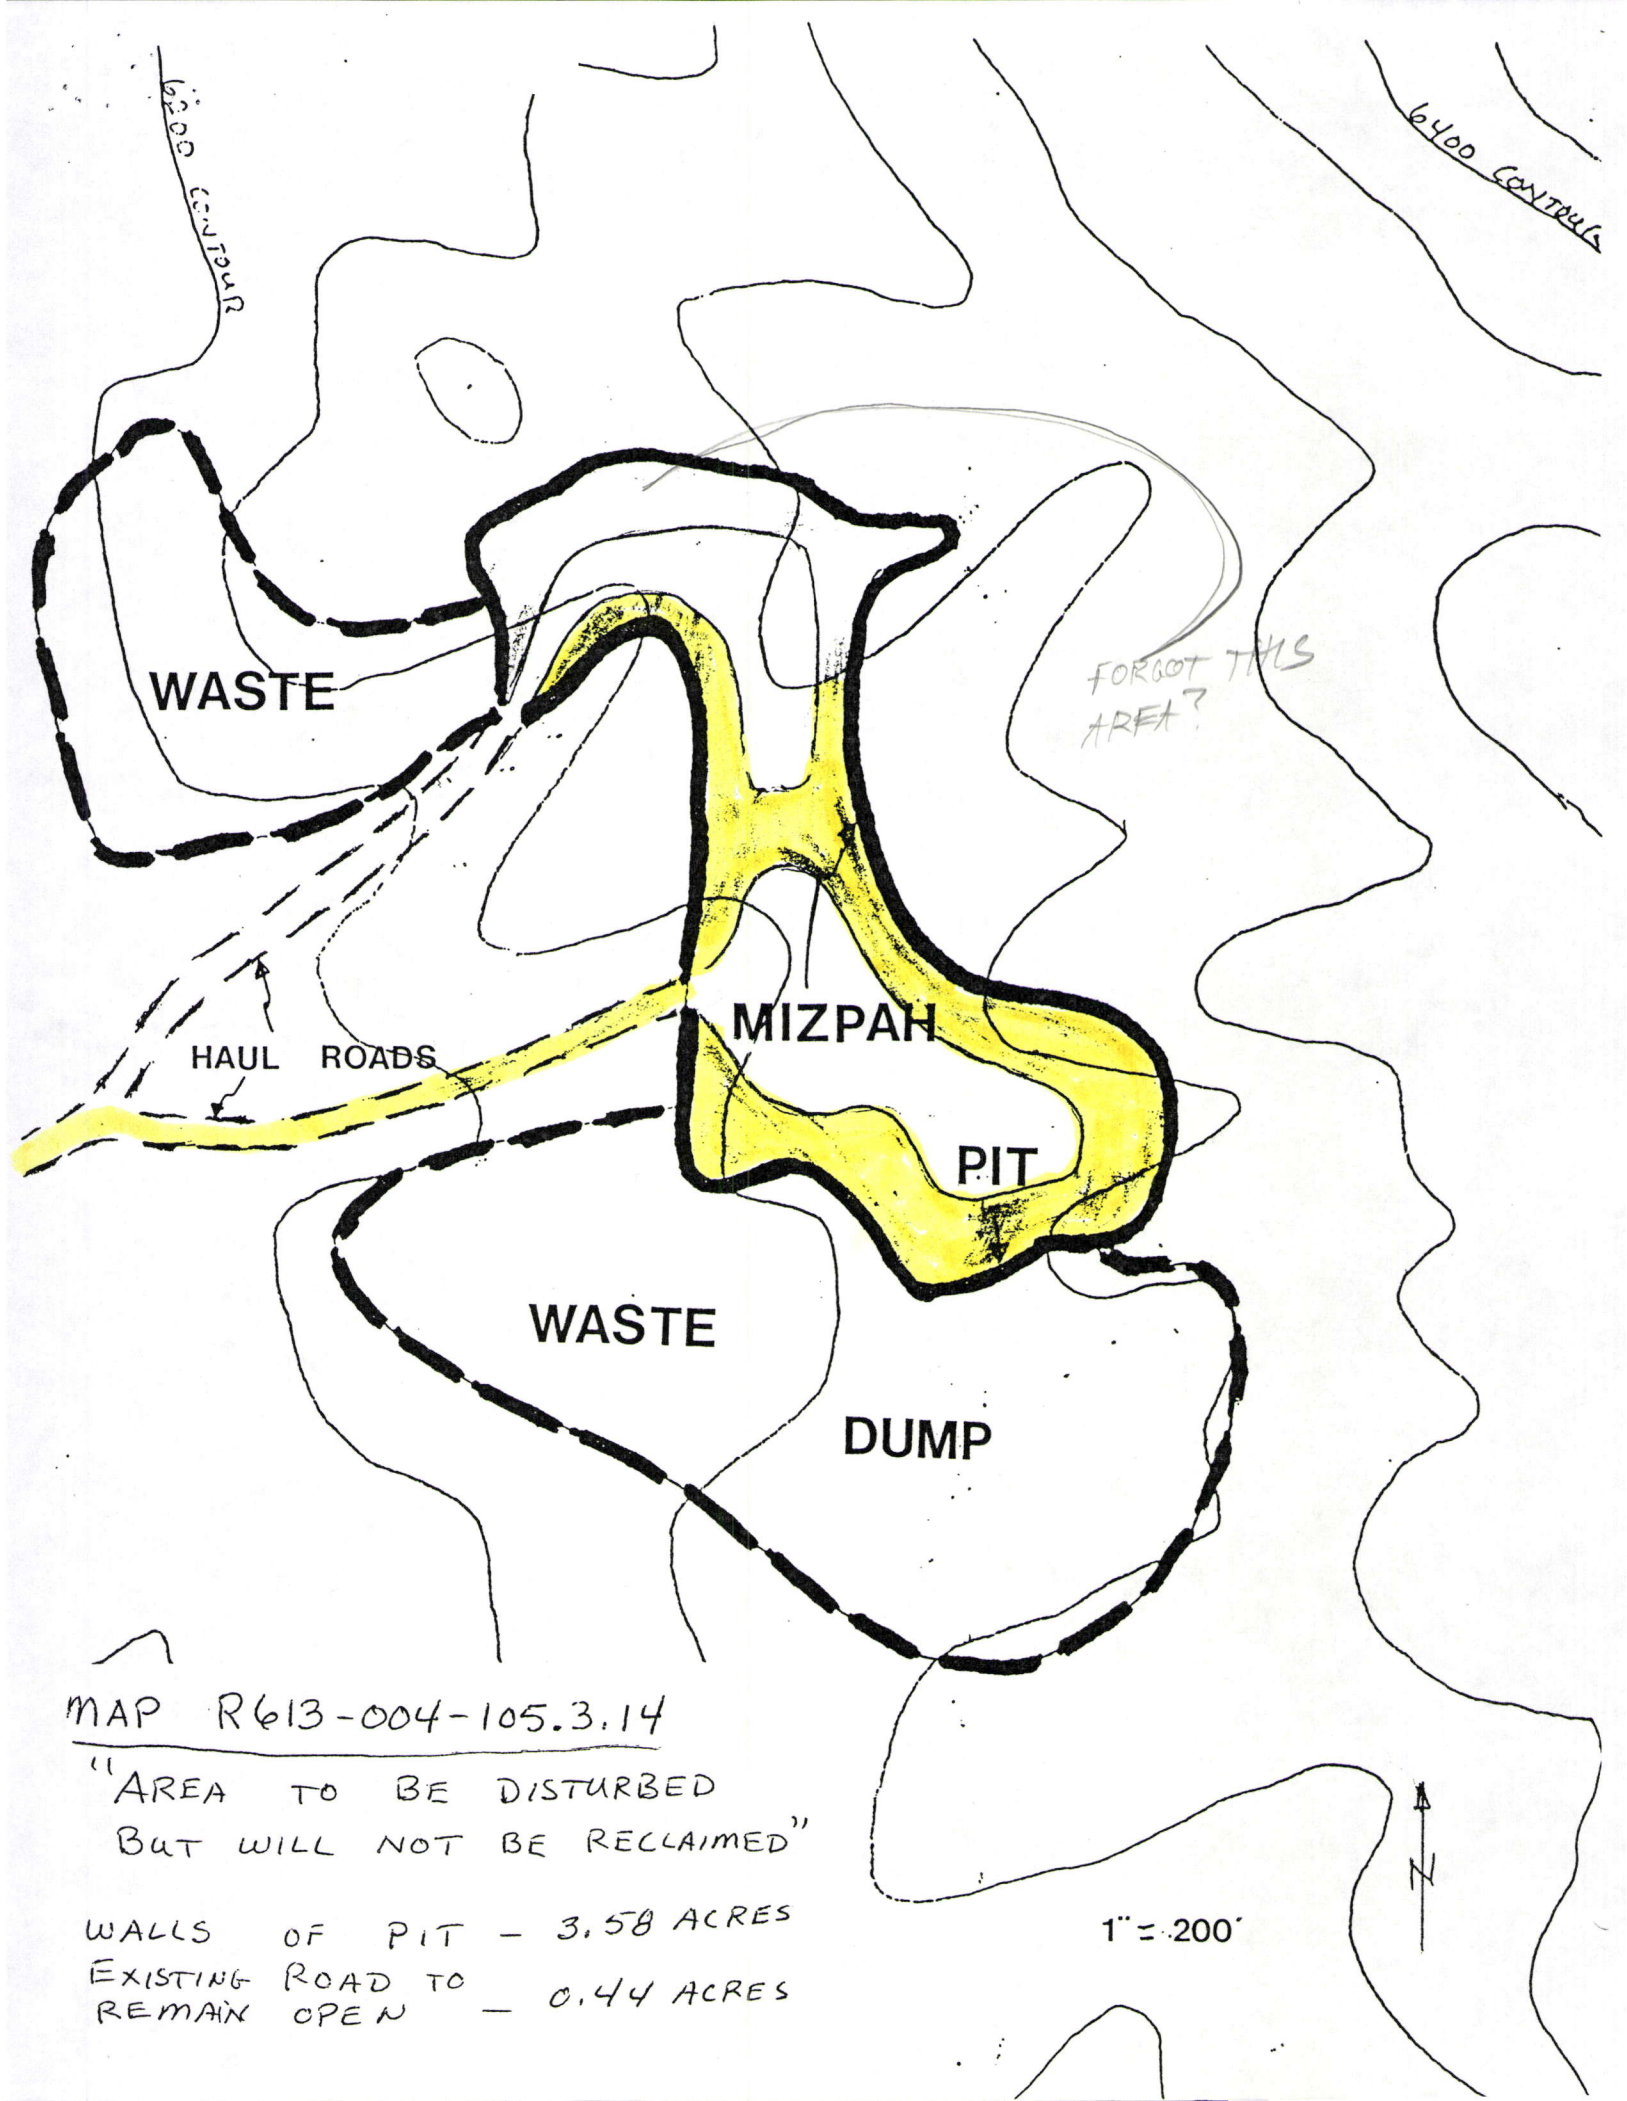 6200 CONTOUR
6400 CONTOUR
WASTE
FORGOT THIS
AREA?
MIZPAH
HAUL ROADS
PIT
WASTE
DUMP
MAP R613-004-105.3.14
"AREA TO BE DISTURBED
BUT WILL NOT BE RECLAIMED"
WALLS OF PIT - 3.58 ACRES
EXISTING ROAD TO
REMAIN OPEN - 0.44 ACRES
1" = 200'
N